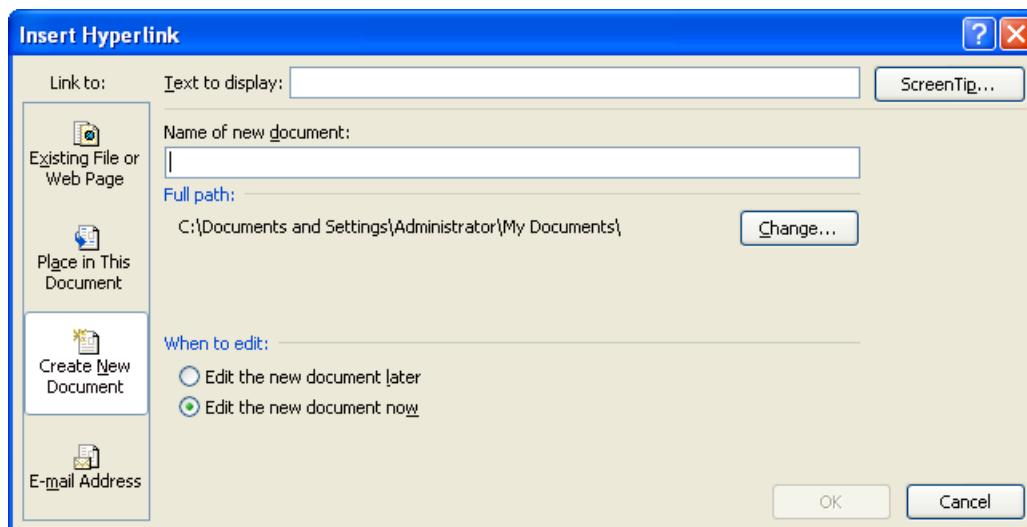 Insert Hyperlink
Link to:
Text to display:
ScreenTip...
Existing File or
Web Page
Place in This
Document
Create New
Document
E-mail Address
Name of new document:
Full path:
C:\Documents and Settings\Administrator\My Documents\
Change...
When to edit:
Edit the new document later
Edit the new document now
OK
Cancel